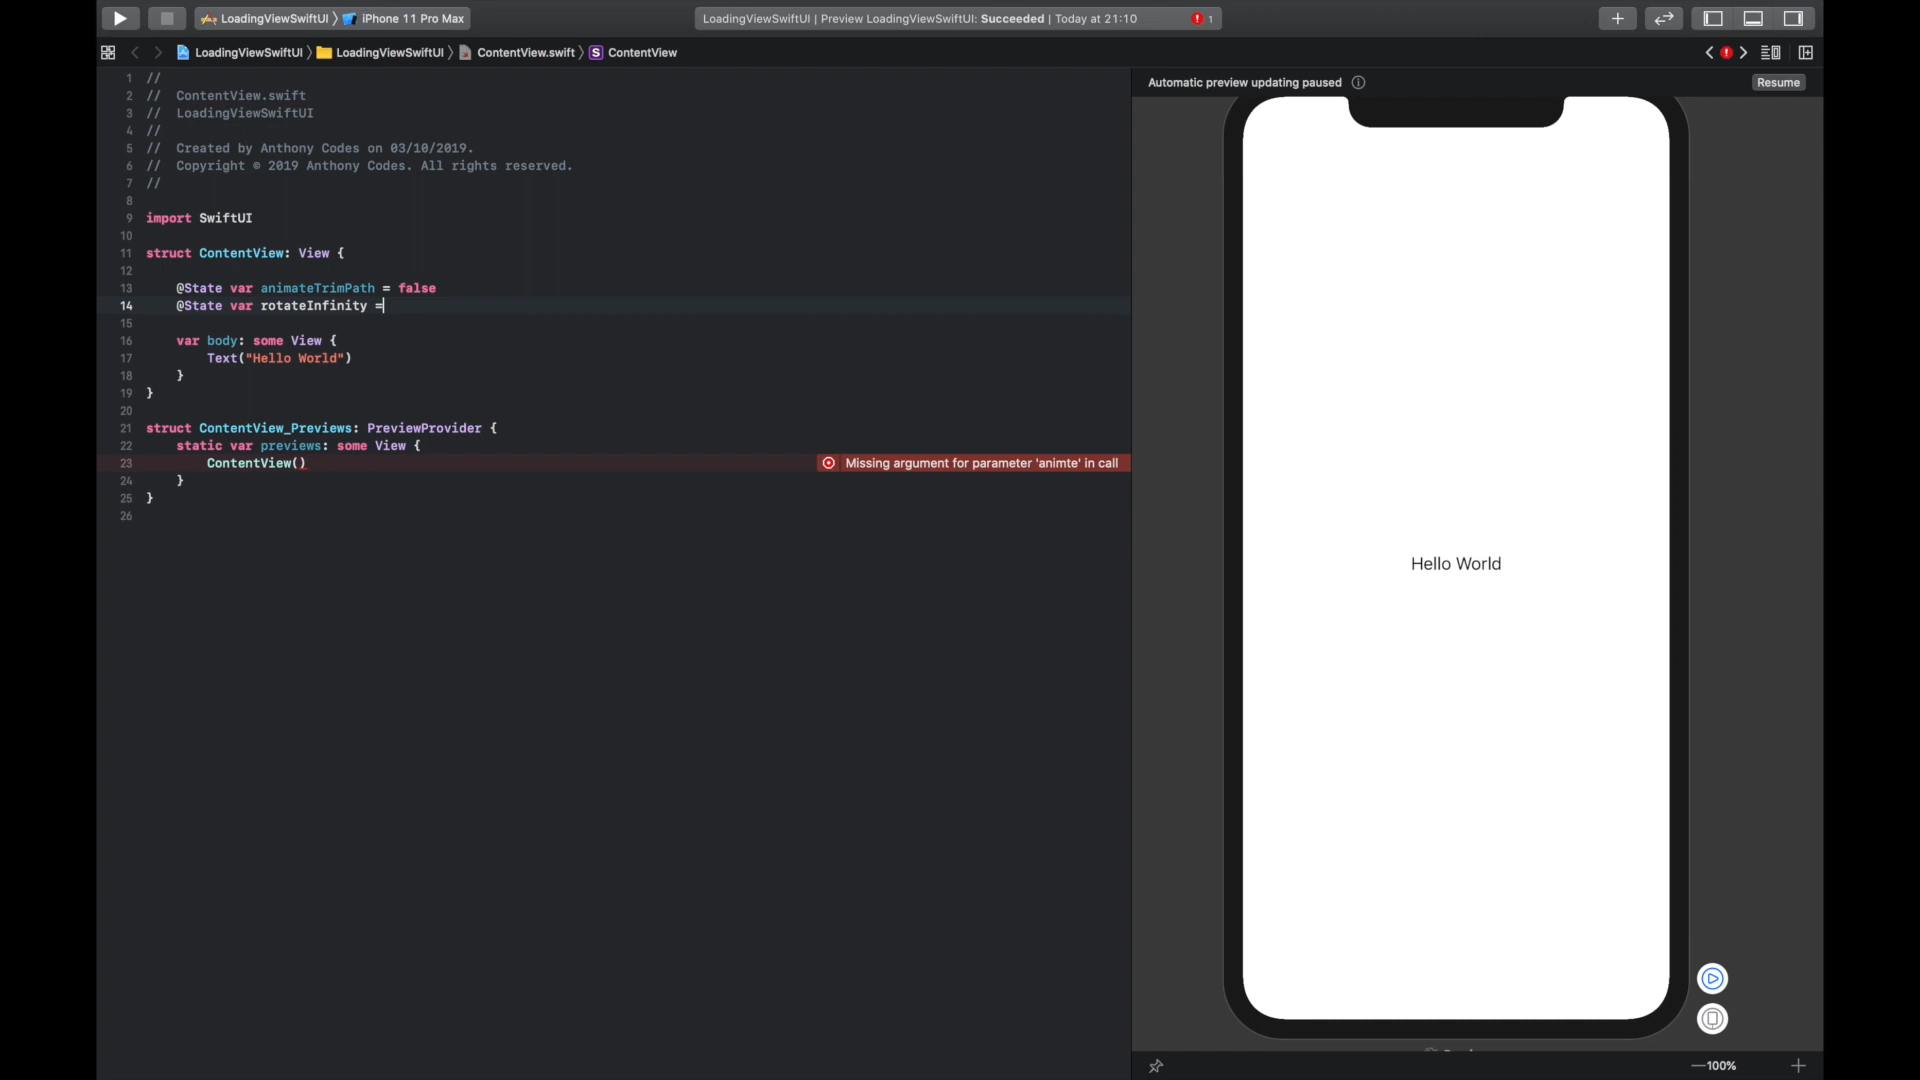 LoadingViewSwiftUI 〉 iPhone 11 Pro Max
LoadingViewSwiftUI | Preview LoadingViewSwiftUI: Succeeded | Today at 21:10
1
LoadingViewSwiftUI 〉 LoadingViewSwiftUI 〉 ContentView.swift 〉 S ContentView
1 //
2 //  ContentView.swift
3 //  LoadingViewSwiftUI
4 //
5 //  Created by Anthony Codes on 03/10/2019.
6 //  Copyright © 2019 Anthony Codes. All rights reserved.
7 //
8
9 import SwiftUI
10
11 struct ContentView: View {
12
13     @State var animateTrimPath = false
14     @State var rotateInfinity =
15
16     var body: some View {
17         Text("Hello World")
18     }
19 }
20
21 struct ContentView_Previews: PreviewProvider {
22     static var previews: some View {
23         ContentView()
Missing argument for parameter 'animte' in call
24     }
25 }
26
Automatic preview updating paused
Resume
Hello World
100%